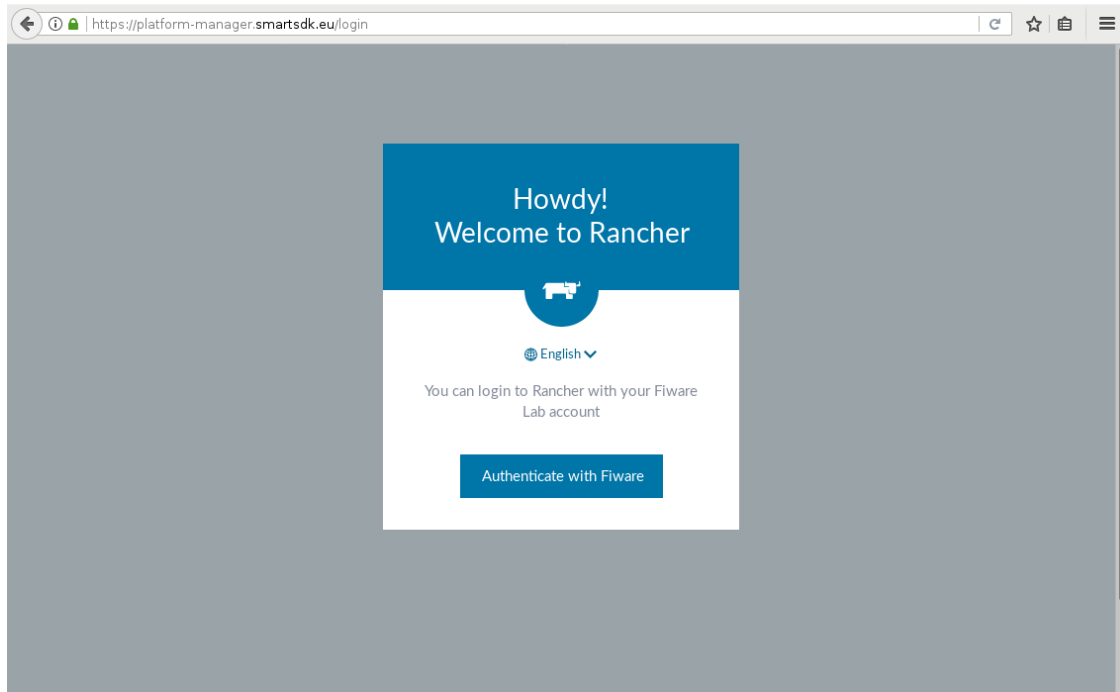 https://platform-manager.smartsdk.eu/login
Howdy!
Welcome to Rancher
English
You can login to Rancher with your Fiware
Lab account
Authenticate with Fiware